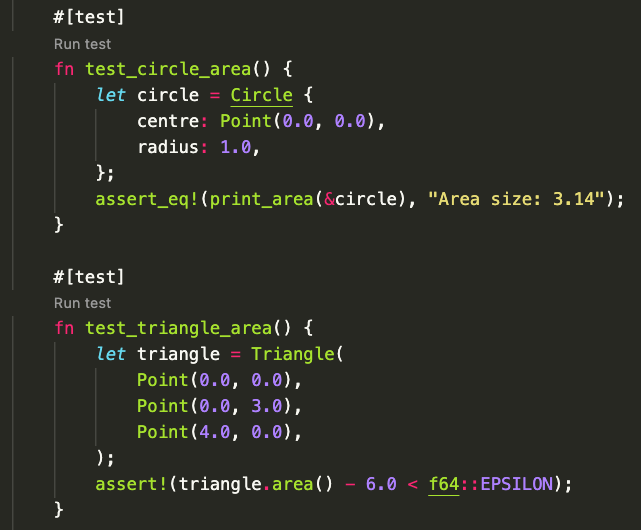 #[test]
Run test
fn test_circle_area() {
let circle = Circle {
centre: Point(0.0, 0.0),
radius: 1.0,
};
assert_eq!(print_area(&circle), "Area size: 3.14");
}
#[test]
Run test
fn test_triangle_area() {
let triangle = Triangle(
Point(0.0, 0.0),
Point(0.0, 3.0),
Point(4.0, 0.0),
);
assert!(triangle.area() - 6.0 < f64::EPSILON);
}